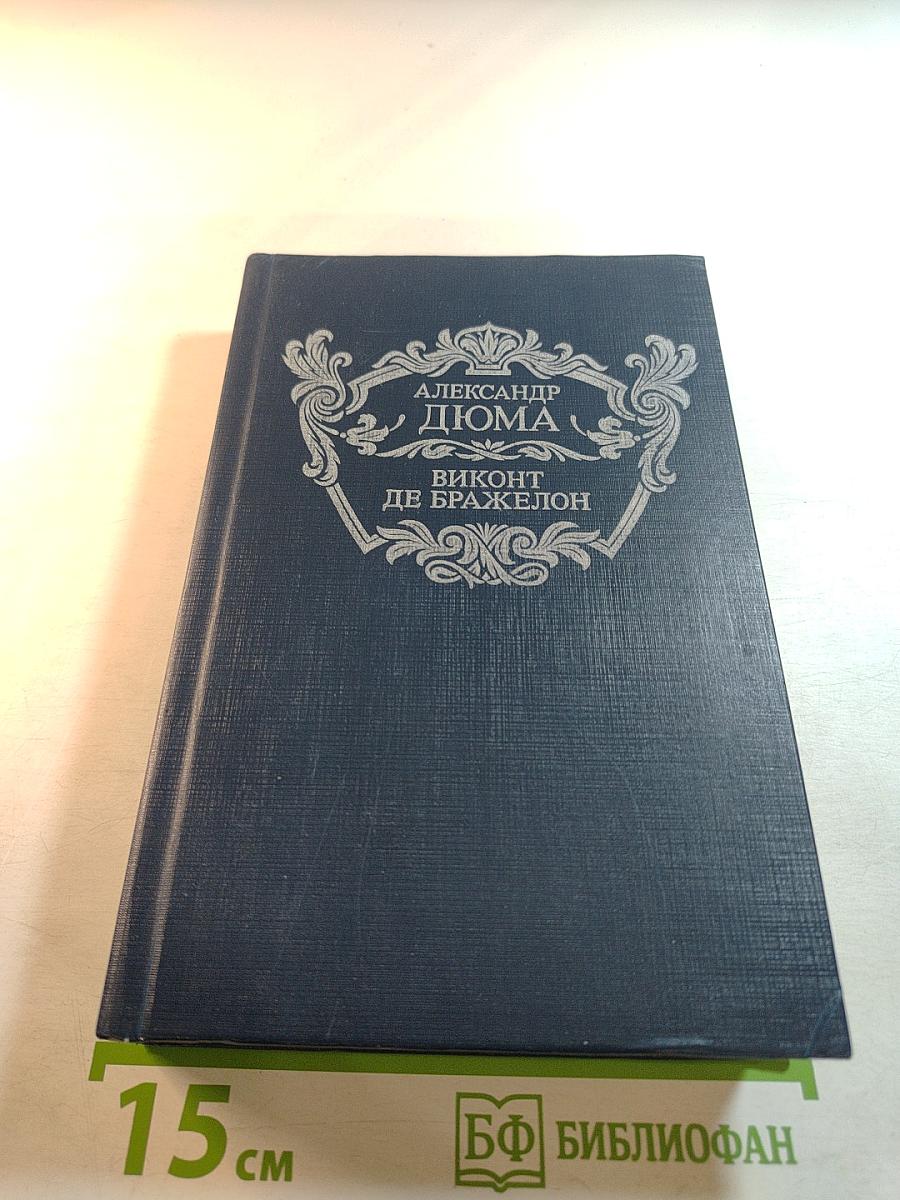 АЛЕКСАНДР
ДЮМА
ВИКОНТ
ДЕ БРАЖЕЛОН
15 см
БФ БИБЛИОФАН